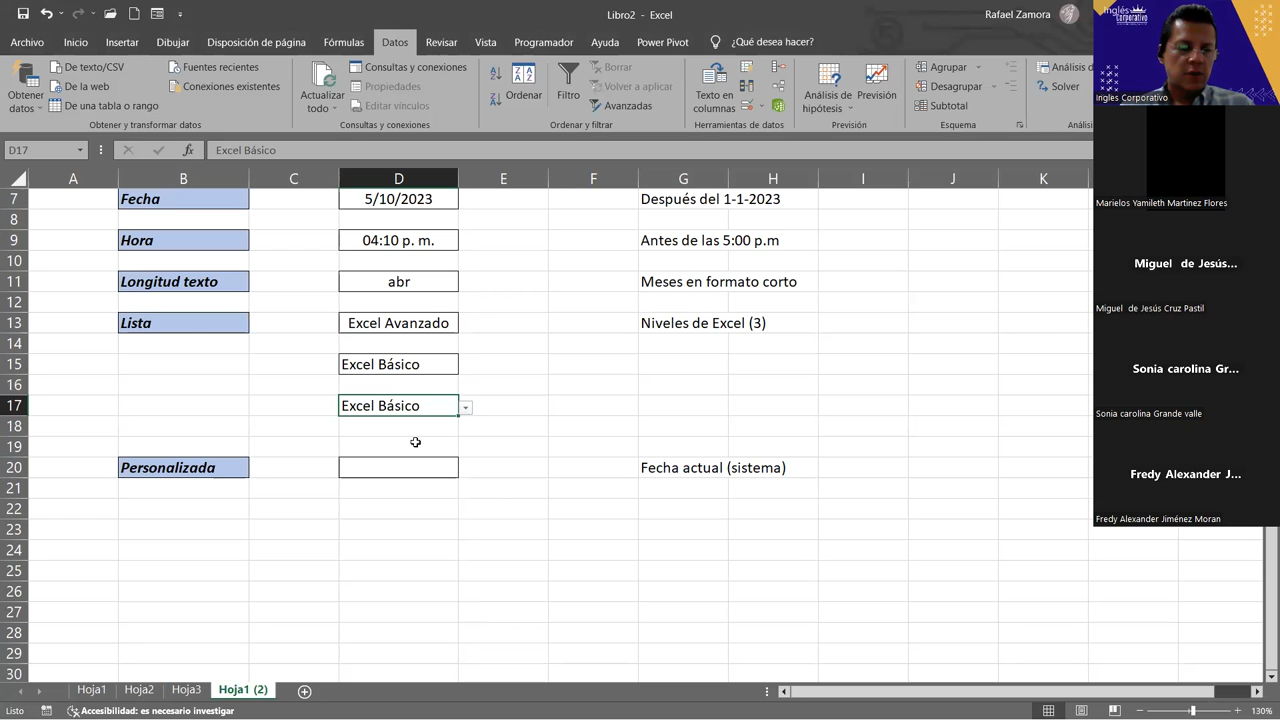 Libro2 - Excel
Rafael Zamora
Archivo Inicio Insertar Dibujar Disposición de página Fórmulas Datos Revisar Vista Programador Ayuda Power Pivot ¿Qué desea hacer?
Obtener datos
De texto/CSV
De la web
De una tabla o rango
Fuentes recientes
Conexiones existentes
Obtener y transformar datos
Actualizar todo
Consultas y conexiones
Propiedades
Editar vínculos
Consultas y conexiones
Ordenar
Filtro
Borrar
Volver a aplicar
Avanzadas
Ordenar y filtrar
Texto en columnas
Herramientas de datos
Análisis de hipótesis
Previsión
Previsión
Agrupar
Desagrupar
Subtotal
Esquema
Análisis d
Solver
Análisis
D17 fx Excel Básico
A B C D E F G H I J K
7 Fecha 5/10/2023 Después del 1-1-2023
8
9 Hora 04:10 p. m. Antes de las 5:00 p.m
10
11 Longitud texto abr Meses en formato corto
12
13 Lista Excel Avanzado Niveles de Excel (3)
14
15 Excel Básico
16
17 Excel Básico
18
19
20 Personalizada Fecha actual (sistema)
21
22
23
24
25
26
27
28
29
30
Hoja1 Hoja2 Hoja3 Hoja1 (2)
Listo Accesibilidad: es necesario investigar 130%
Inglés
Corporativo
Ingles Corporativo
Marielos Yamileth Martinez Flores
Miguel de Jesús...
Miguel de Jesús Cruz Pastil
Sonia carolina Gr...
Sonia carolina Grande valle
Fredy Alexander J...
Fredy Alexander Jiménez Moran